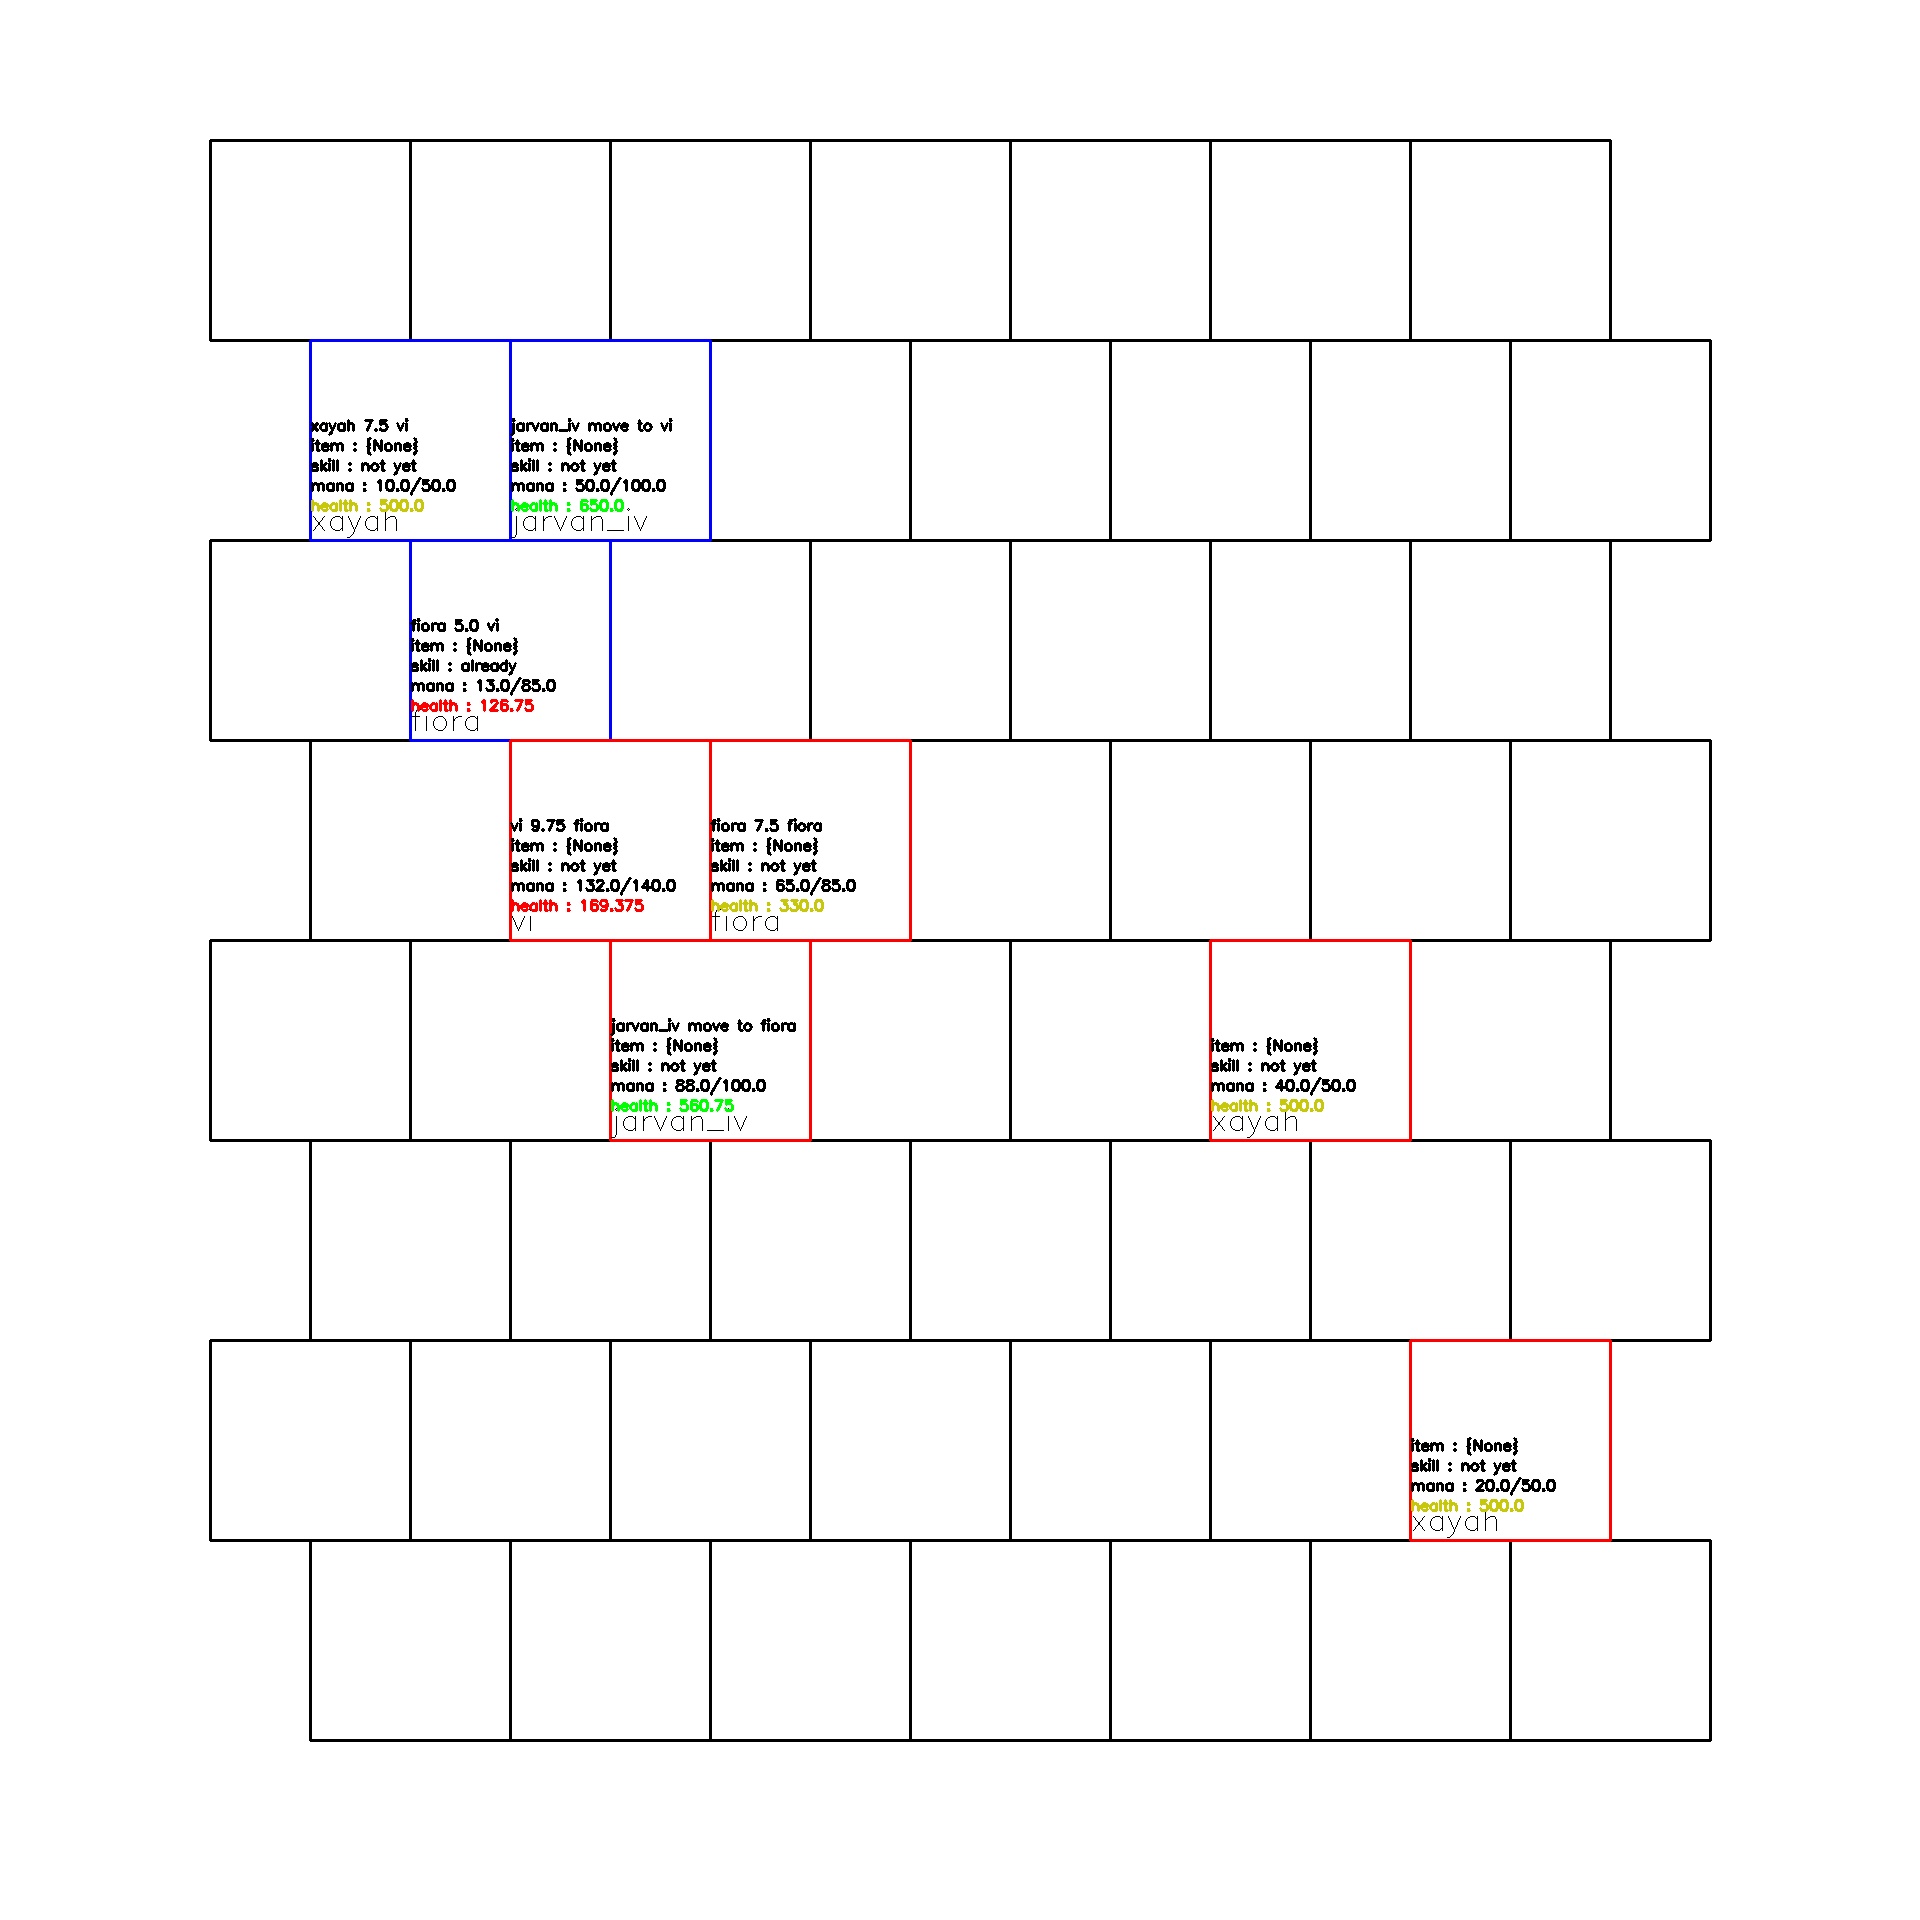 xayah 7.5 vi
item : {None}
skill : not yet
mana : 10.0/50.0
health : 500.0
xayah
jarvan_iv move to vi
item : {None}
skill : not yet
mana : 50.0/100.0
health : 650.0
jarvan_iv
fiora 5.0 vi
item : {None}
skill : already
mana : 13.0/85.0
health : 126.75
fiora
vi 9.75 fiora
item : {None}
skill : not yet
mana : 132.0/140.0
health : 169.375
vi
fiora 7.5 fiora
item : {None}
skill : not yet
mana : 65.0/85.0
health : 330.0
fiora
jarvan_iv move to fiora
item : {None}
skill : not yet
mana : 88.0/100.0
health : 560.75
jarvan_iv
item : {None}
skill : not yet
mana : 40.0/50.0
health : 500.0
xayah
item : {None}
skill : not yet
mana : 20.0/50.0
health : 500.0
xayah